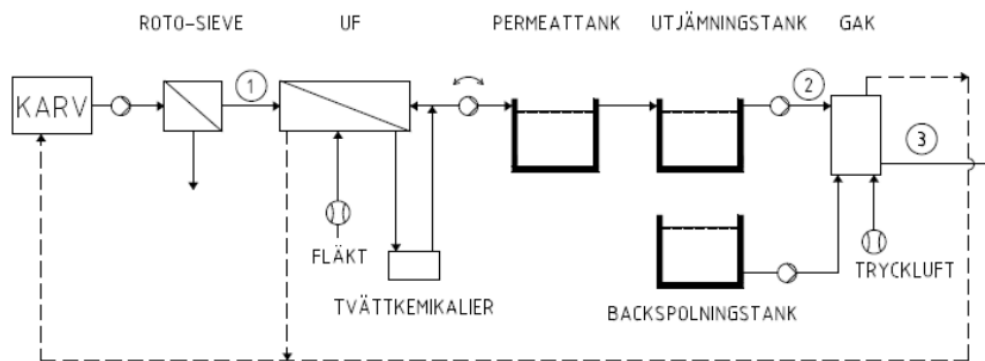 ROTO-SIEVE
UF
PERMEATTANK
UTJÄMNINGSTANK
GAK
KARV
1
2
3
FLÄKT
TVÄTTKEMIKALIER
TRYCKLUFT
BACKSPOLNINGSTANK